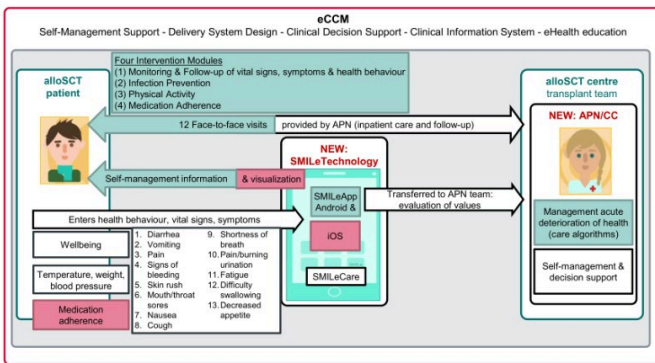 eCCM
Self-Management Support - Delivery System Design - Clinical Decision Support - Clinical Information System - eHealth education
Four Intervention Modules
(1) Monitoring & Follow-up of vital signs, symptoms & health behaviour
(2) Infection Prevention
(3) Physical Activity
(4) Medication Adherence
alloSCT
patient
alloSCT centre
transplant team
NEW: APN/CC
12 Face-to-face visits
provided by APN (inpatient care and follow-up)
NEW:
SMILeTechnology
Self-management information
& visualization
SMILeApp
Android &
iOS
SMILeCare
Transferred to APN team:
evaluation of values
Enters health behaviour, vital signs, symptoms
Wellbeing
Temperature, weight,
blood pressure
Medication
adherence
1. Diarrhea
2. Vomiting
3. Pain
4. Signs of
bleeding
5. Skin rush
6. Mouth/throat
sores
7. Nausea
8. Cough
9. Shortness of
breath
10. Pain/burning
urination
11. Fatigue
12. Difficulty
swallowing
13. Decreased
appetite
Management acute
deterioration of health
(care algorithms)
Self-management &
decision support